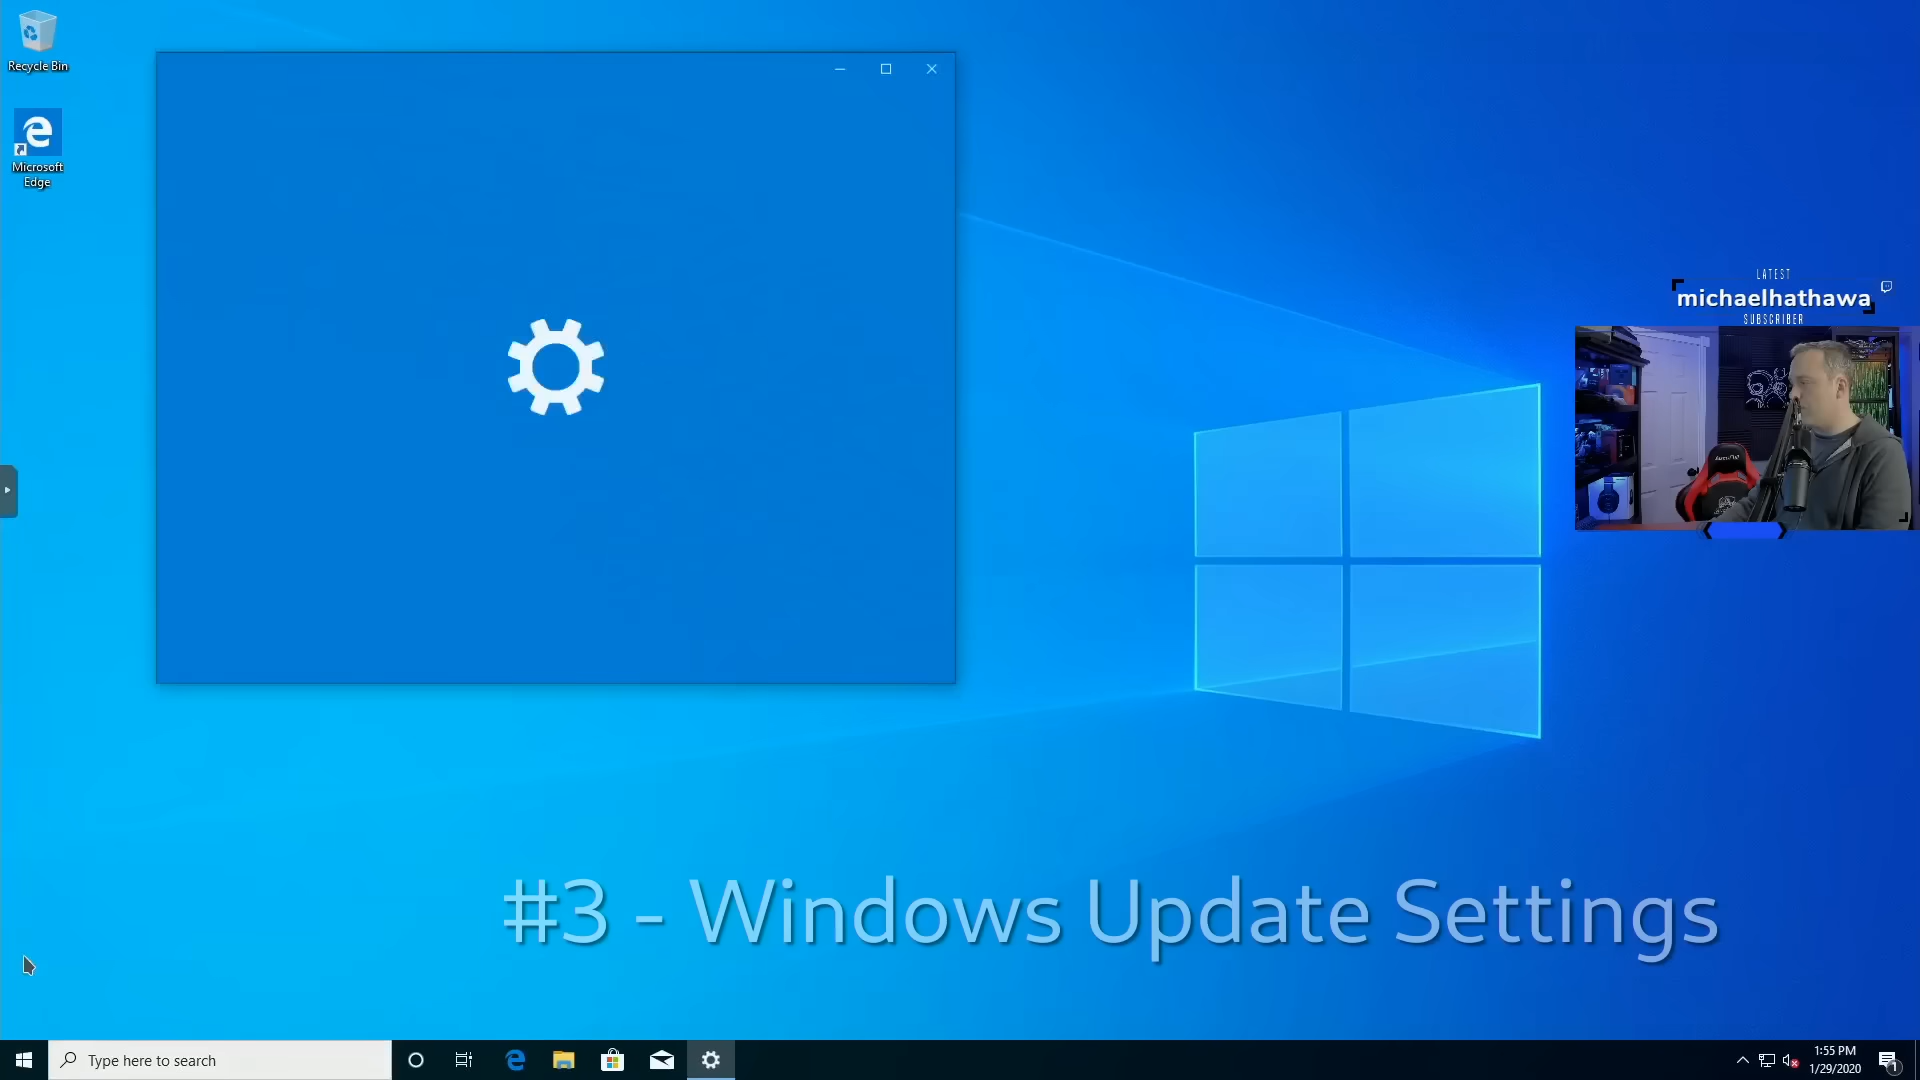 Recycle Bin
Microsoft
Edge
LATEST
michaelhathawa
SUBSCRIBER
#3 - Windows Update Settings
Type here to search
1:55 PM
1/29/2020
1